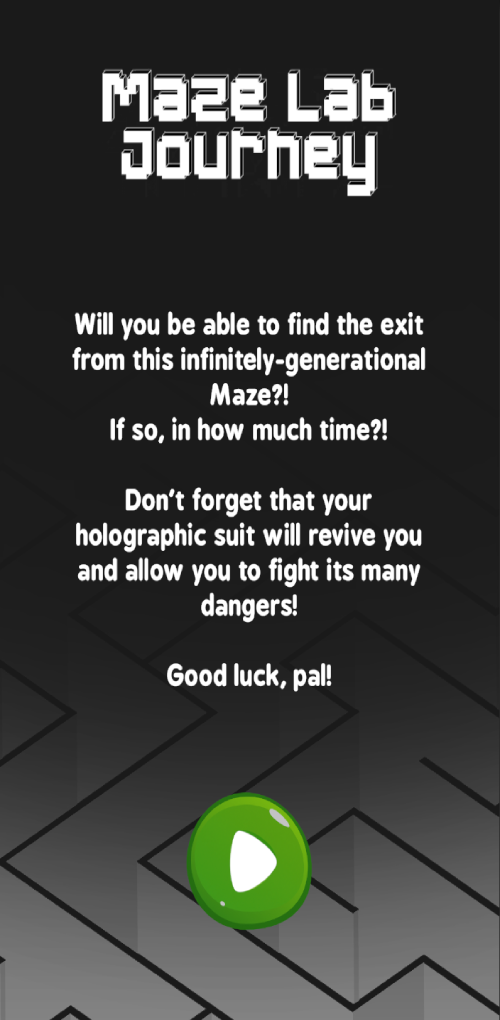 Maze Lab
Journey
Will you be able to find the exit
from this infinitely-generational
Maze?!
If so, in how much time?!
Don't forget that your
holographic suit will revive you
and allow you to fight its many
dangers!
Good luck, pal!